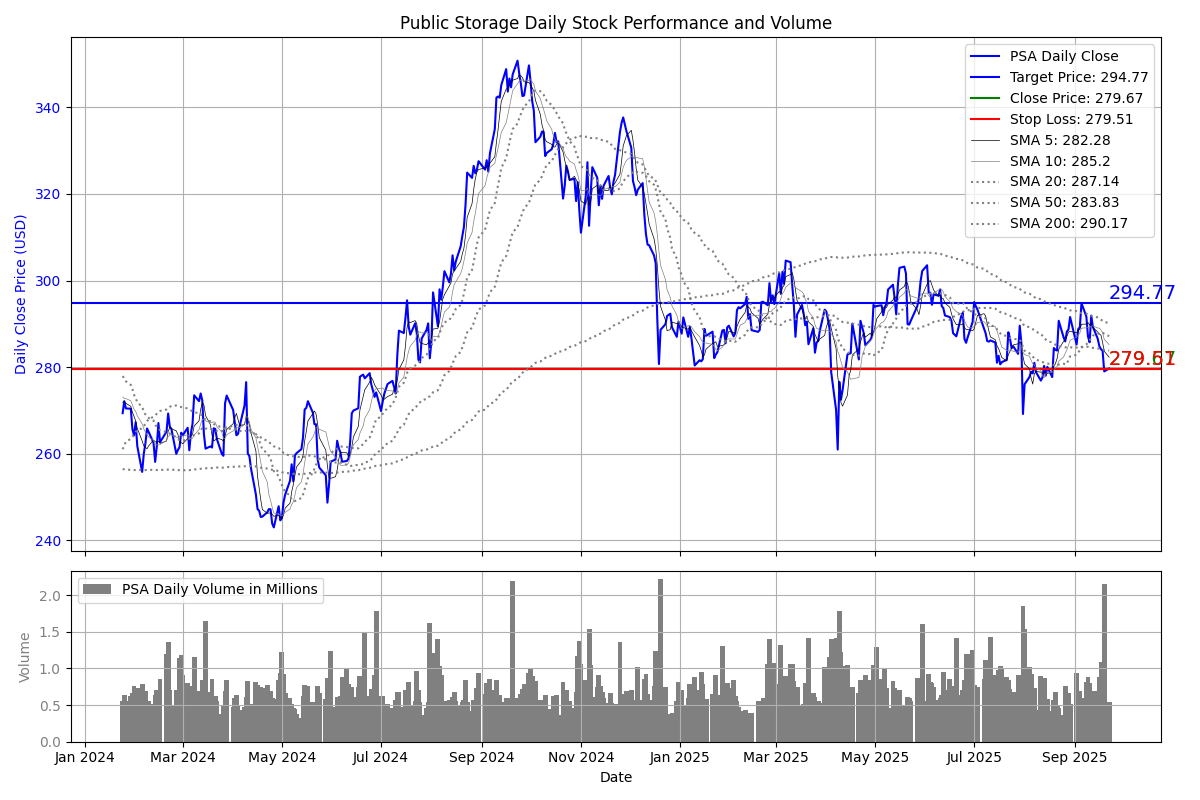 Public Storage Daily Stock Performance and Volume
Daily Close Price (USD)
340
320
300
280
260
240
PSA Daily Close
Target Price: 294.77
Close Price: 279.67
Stop Loss: 279.51
SMA 5: 282.28
SMA 10: 285.2
SMA 20: 287.14
SMA 50: 283.83
SMA 200: 290.17
294.77
279.51
Volume
2.0
1.5
1.0
0.5
0.0
PSA Daily Volume in Millions
Jan 2024 Mar 2024 May 2024 Jul 2024 Sep 2024 Nov 2024 Jan 2025 Mar 2025 May 2025 Jul 2025 Sep 2025
Date